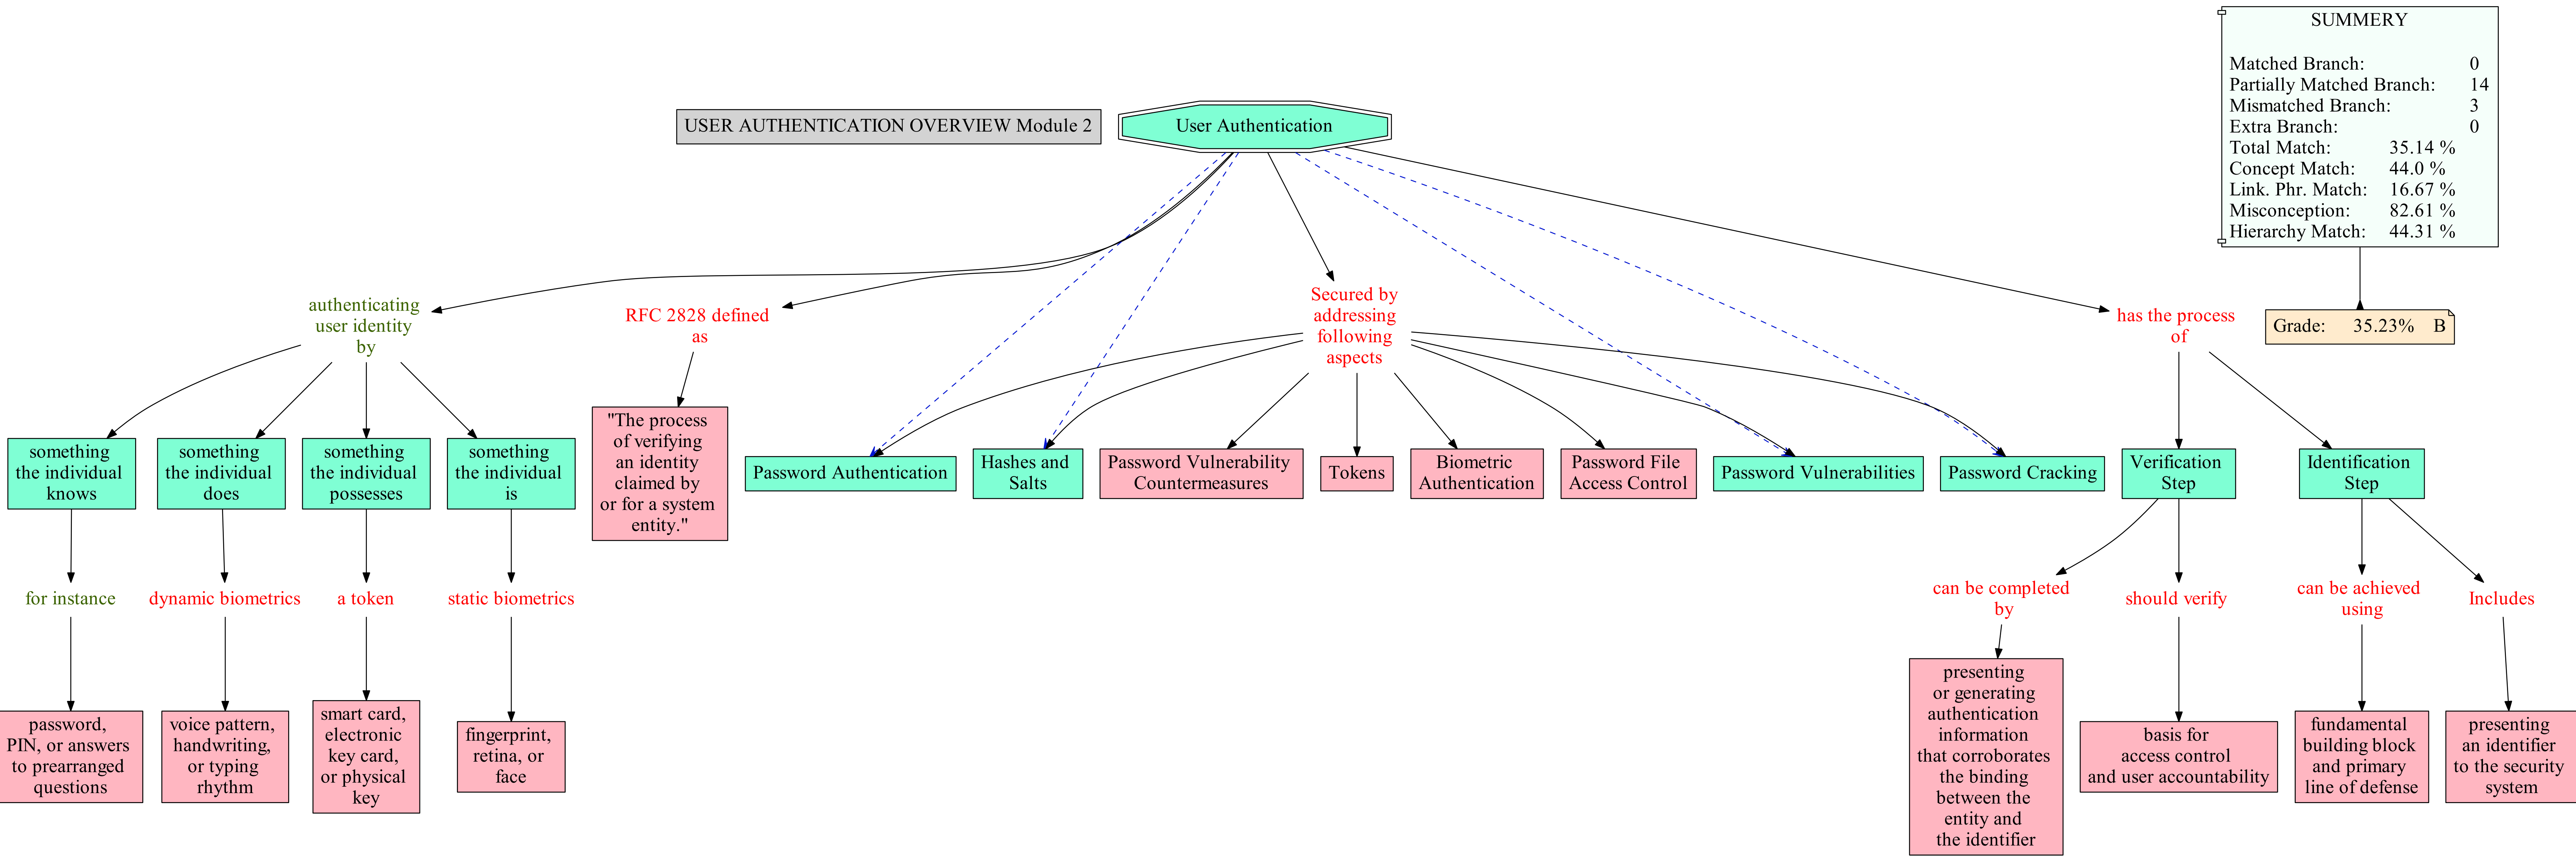 SUMMERY
Matched Branch: 0
Partially Matched Branch: 14
Mismatched Branch: 3
Extra Branch: 0
Total Match: 35.14 %
Concept Match: 44.0 %
Link. Phr. Match: 16.67 %
Misconception: 82.61 %
Hierarchy Match: 44.31 %
Grade: 35.23% B
USER AUTHENTICATION OVERVIEW Module 2
User Authentication
authenticating
user identity
by
RFC 2828 defined
as
Secured by
addressing
following
aspects
has the process
of
something
the individual
knows
something
the individual
does
something
the individual
possesses
something
the individual
is
"The process
of verifying
an identity
claimed by
or for a system
entity."
Password Authentication
Hashes and
Salts
Password Vulnerability
Countermeasures
Tokens
Biometric
Authentication
Password File
Access Control
Password Vulnerabilities
Password Cracking
Verification
Step
Identification
Step
for instance
dynamic biometrics
a token
static biometrics
can be completed
by
should verify
can be achieved
using
Includes
password,
PIN, or answers
to prearranged
questions
voice pattern,
handwriting,
or typing
rhythm
smart card,
electronic
key card,
or physical
key
fingerprint,
retina, or
face
presenting
or generating
authentication
information
that corroborates
the binding
between the
entity and
the identifier
basis for
access control
and user accountability
fundamental
building block
and primary
line of defense
presenting
an identifier
to the security
system